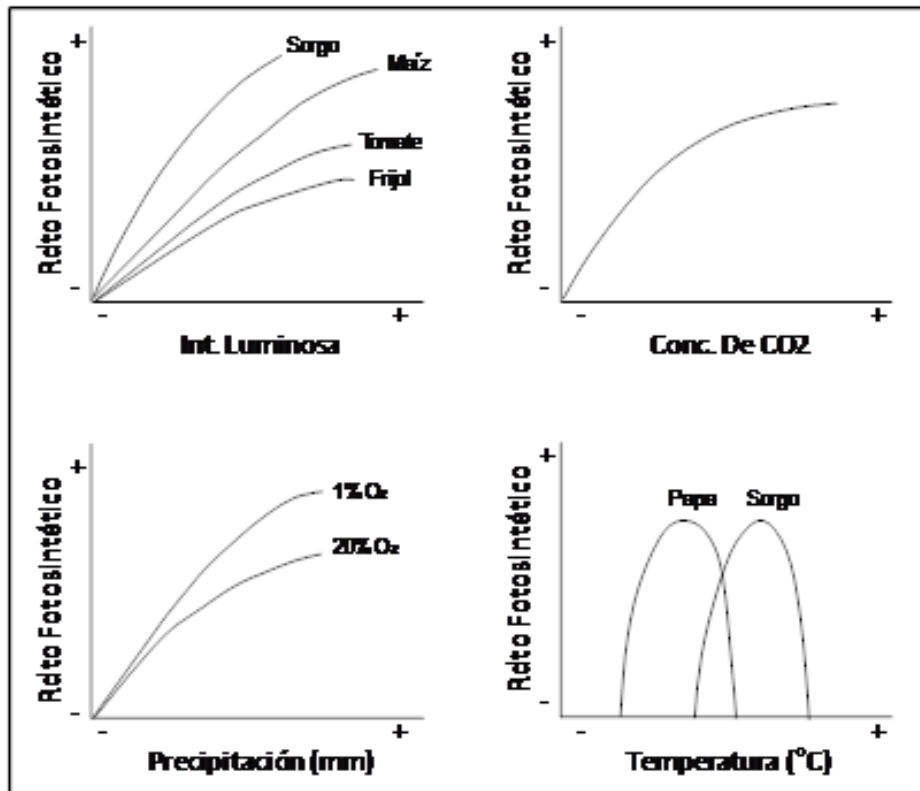 +
Sorgo
Maíz
Tomate
Frijol
Rdto Fotosintético
-
-
+
Int. Luminosa
+
Rdto Fotosintético
-
-
+
Conc. De CO2
+
1% O₂
20% O₂
Rdto Fotosintético
-
-
+
Precipitación (mm)
+
Papa
Sorgo
Rdto Fotosintético
-
-
+
Temperatura (°C)